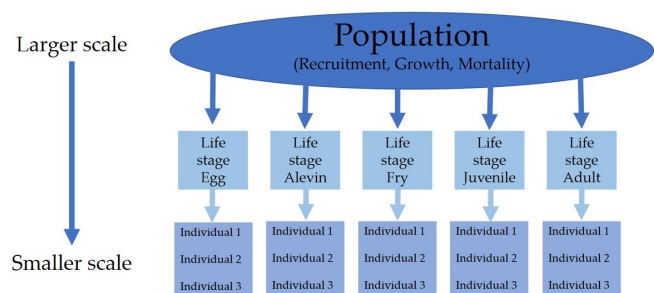 Larger scale
Population
(Recruitment, Growth, Mortality)
Life
stage
Egg
Life
stage
Alevin
Life
stage
Fry
Life
stage
Juvenile
Life
stage
Adult
Individual 1
Individual 2
Individual 3
Individual 1
Individual 2
Individual 3
Individual 1
Individual 2
Individual 3
Individual 1
Individual 2
Individual 3
Individual 1
Individual 2
Individual 3
Smaller scale